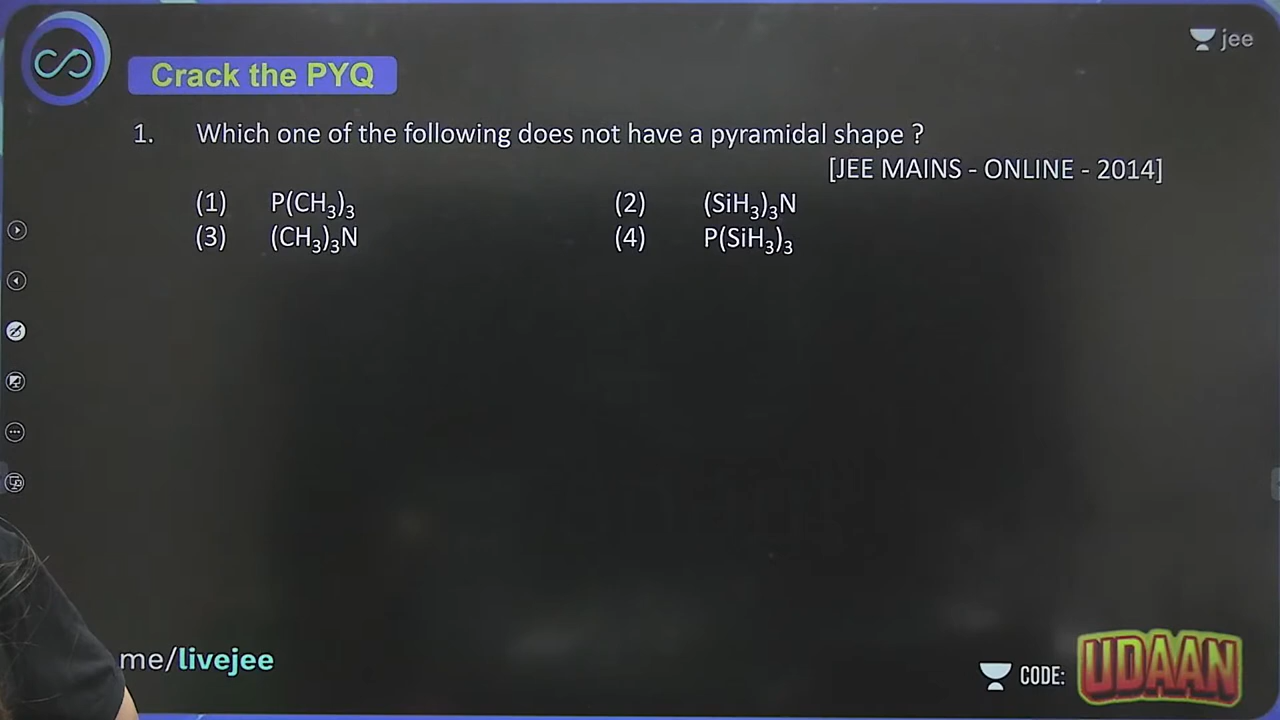 jee
Crack the PYQ
1. Which one of the following does not have a pyramidal shape ?
[JEE MAINS - ONLINE - 2014]
(1) P(CH₃)₃ (2) (SiH₃)₃N
(3) (CH₃)₃N (4) P(SiH₃)₃
me/livejee
CODE: UDAAN